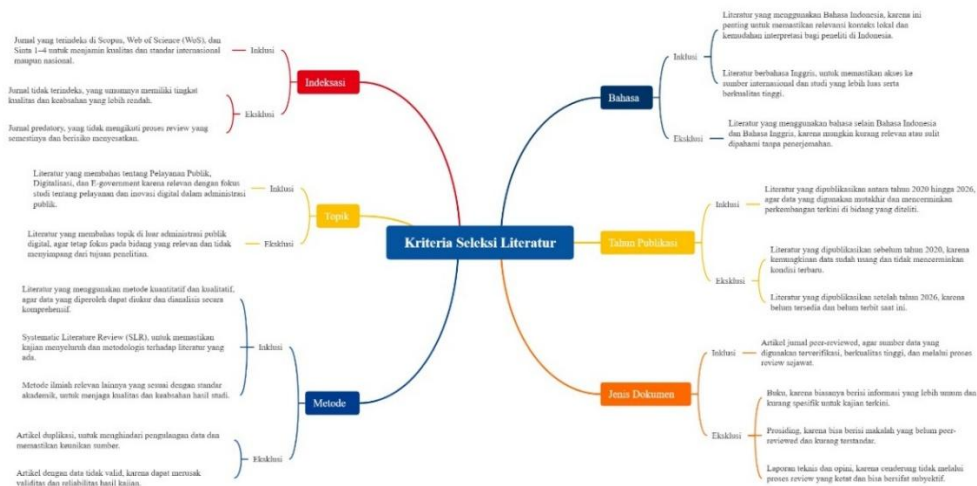 Kriteria Seleksi Literatur
Indeksasi
Inklusi
Jurnal yang terindeks di Scopus, Web of Science (WoS), dan
Sinta 1–4 untuk menjamin kualitas dan standar internasional
maupun nasional.
Eksklusi
Jurnal tidak terindeks, yang umumnya memiliki tingkat
kualitas dan keabsahan yang lebih rendah.
Jurnal predatory, yang tidak mengikuti proses review yang
semestinya dan berisiko menyesatkan.
Topik
Inklusi
Literatur yang membahas tentang Pelayanan Publik,
Digitalisasi, dan E-government karena relevan dengan fokus
studi tentang pelayanan dan inovasi digital dalam administrasi
publik.
Eksklusi
Literatur yang membahas topik di luar administrasi publik
digital, agar tetap fokus pada bidang yang relevan dan tidak
menyimpang dari tujuan penelitian.
Metode
Inklusi
Literatur yang menggunakan metode kuantitatif dan kualitatif,
agar data yang diperoleh dapat diukur dan dianalisis secara
komprehensif.
Systematic Literature Review (SLR), untuk memastikan
kajian menyeluruh dan metodologis terhadap literatur yang
ada.
Metode ilmiah relevan lainnya yang sesuai dengan standar
akademik, untuk menjaga kualitas dan keabsahan hasil studi.
Eksklusi
Artikel duplikasi, untuk menghindari pengulangan data dan
memastikan keunikan sumber.
Artikel dengan data tidak valid, karena dapat merusak
validitas dan reliabilitas hasil kajian.
Bahasa
Inklusi
Literatur yang menggunakan Bahasa Indonesia, karena ini
penting untuk memastikan relevansi konteks lokal dan
kemudahan interpretasi bagi peneliti di Indonesia.
Literatur berbahasa Inggris, untuk memastikan akses ke
sumber internasional dan studi yang lebih luas serta
berkualitas tinggi.
Eksklusi
Literatur yang menggunakan bahasa selain Bahasa Indonesia
dan Bahasa Inggris, karena mungkin kurang relevan atau sulit
dipahami tanpa penerjemahan.
Tahun Publikasi
Inklusi
Literatur yang dipublikasikan antara tahun 2020 hingga 2026,
agar data yang digunakan mutakhir dan mencerminkan
perkembangan terkini di bidang yang diteliti.
Eksklusi
Literatur yang dipublikasikan sebelum tahun 2020, karena
kemungkinan data sudah usang dan tidak mencerminkan
kondisi terbaru.
Literatur yang dipublikasikan setelah tahun 2026, karena
belum tersedia dan belum terbit saat ini.
Jenis Dokumen
Inklusi
Artikel jurnal peer-reviewed, agar sumber data yang
digunakan terverifikasi, berkualitas tinggi, dan melalui proses
review sejawat.
Eksklusi
Buku, karena biasanya berisi informasi yang lebih umum dan
kurang spesifik untuk kajian terkini.
Prosiding, karena bisa berisi makalah yang belum peer-
reviewed dan kurang terstandar.
Laporan teknis dan opini, karena cenderung tidak melalui
proses review yang ketat dan bisa bersifat subyektif.